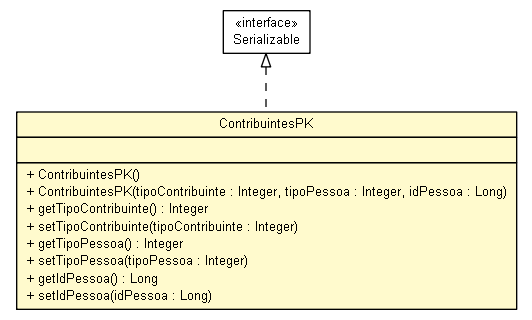 «interface»
Serializable
ContribuintesPK
+ ContribuintesPK()
+ ContribuintesPK(tipoContribuinte : Integer, tipoPessoa : Integer, idPessoa : Long)
+ getTipoContribuinte() : Integer
+ setTipoContribuinte(tipoContribuinte : Integer)
+ getTipoPessoa() : Integer
+ setTipoPessoa(tipoPessoa : Integer)
+ getIdPessoa() : Long
+ setIdPessoa(idPessoa : Long)